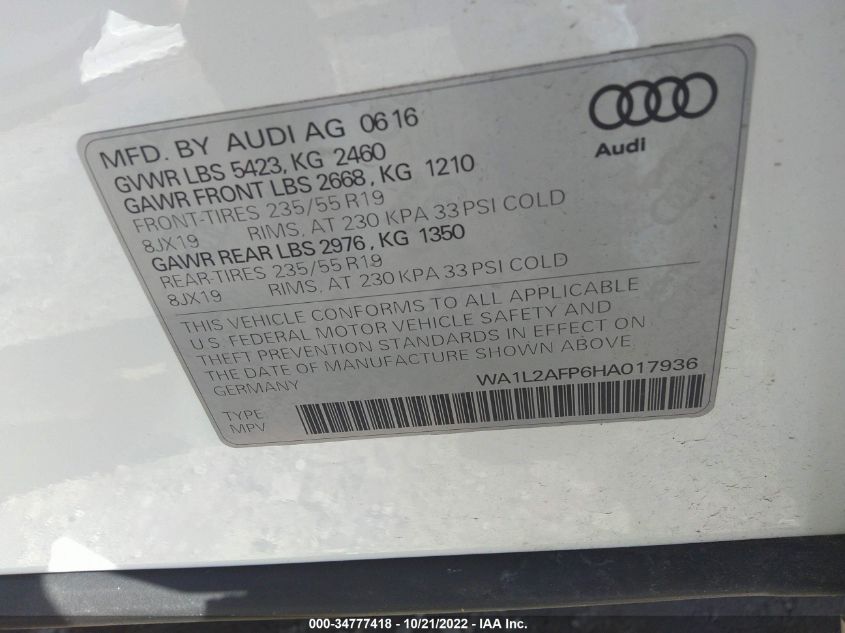 MFD. BY AUDI AG 0616
GVWR LBS 5423, KG 2460
GAWR FRONT LBS 2668, KG 1210
FRONT-TIRES 235/55 R19
8JX19 RIMS, AT 230 KPA 33 PSI COLD
GAWR REAR LBS 2976, KG 1350
REAR-TIRES 235/55 R19
8JX19 RIMS, AT 230 KPA 33 PSI COLD
Audi
THIS VEHICLE CONFORMS TO ALL APPLICABLE
U.S. FEDERAL MOTOR VEHICLE SAFETY AND
THEFT PREVENTION STANDARDS IN EFFECT ON
THE DATE OF MANUFACTURE SHOWN ABOVE.
GERMANY WA1L2AFP6HA017936
TYPE
MPV
000-34777418 - 10/21/2022 - IAA Inc.